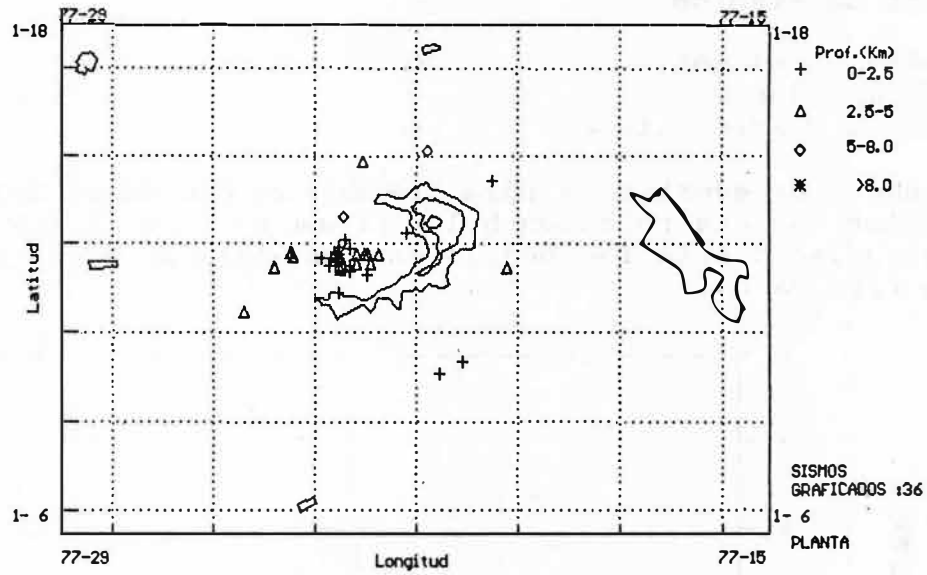 77-29 77-15
1-18 1-18
Prof.(Km)
+ 0-2.5
△ 2.5-5
◇ 5-8.0
✱ >8.0
Latitud
SISMOS
GRAFICADOS :36
1- 6 1- 6
PLANTA
77-29 Longitud 77-15